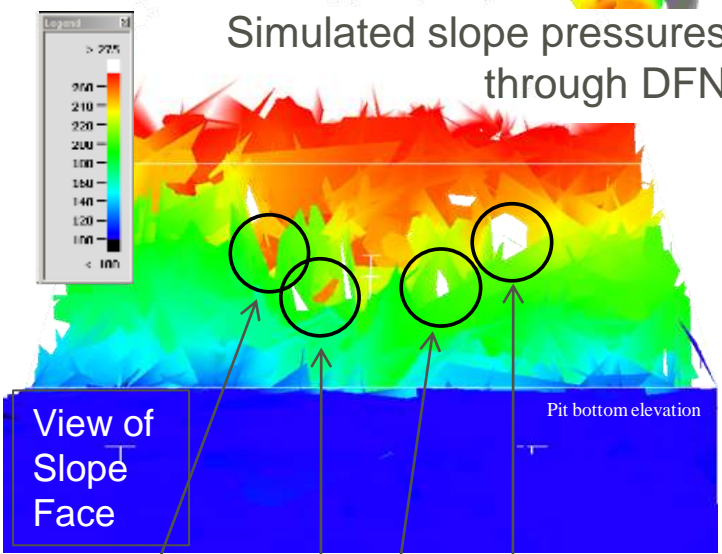 Legend
Simulated slope pressures
through DFN
> 275
260
210
220
200
180
160
140
120
100
< 100
View of
Slope
Face
Pit bottom elevation